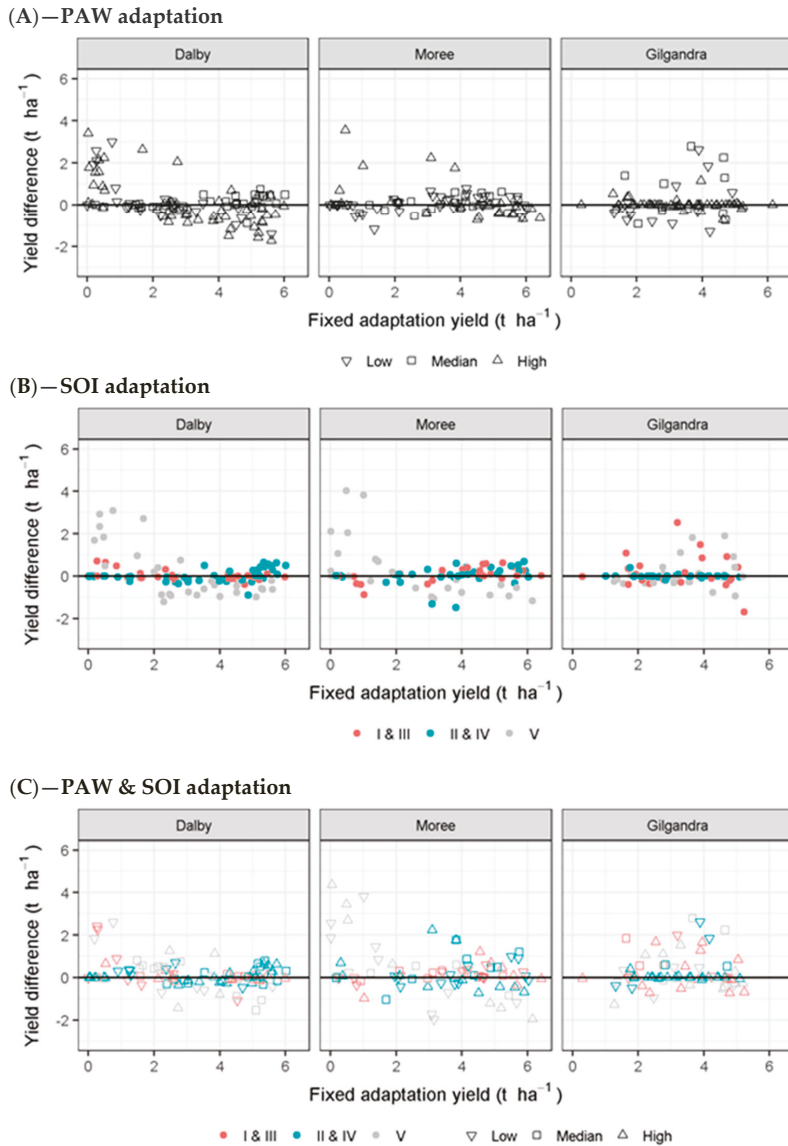 (A)—PAW adaptation
Dalby Moree Gilgandra
Yield difference (t ha⁻¹)
6
4
2
0
-2
0 2 4 6 0 2 4 6 0 2 4 6
Fixed adaptation yield (t ha⁻¹)
▽ Low □ Median △ High
(B)—SOI adaptation
Dalby Moree Gilgandra
Yield difference (t ha⁻¹)
6
4
2
0
-2
0 2 4 6 0 2 4 6 0 2 4 6
Fixed adaptation yield (t ha⁻¹)
I & III II & IV V
(C)—PAW & SOI adaptation
Dalby Moree Gilgandra
Yield difference (t ha⁻¹)
6
4
2
0
-2
0 2 4 6 0 2 4 6 0 2 4 6
Fixed adaptation yield (t ha⁻¹)
I & III II & IV V ▽ Low □ Median △ High